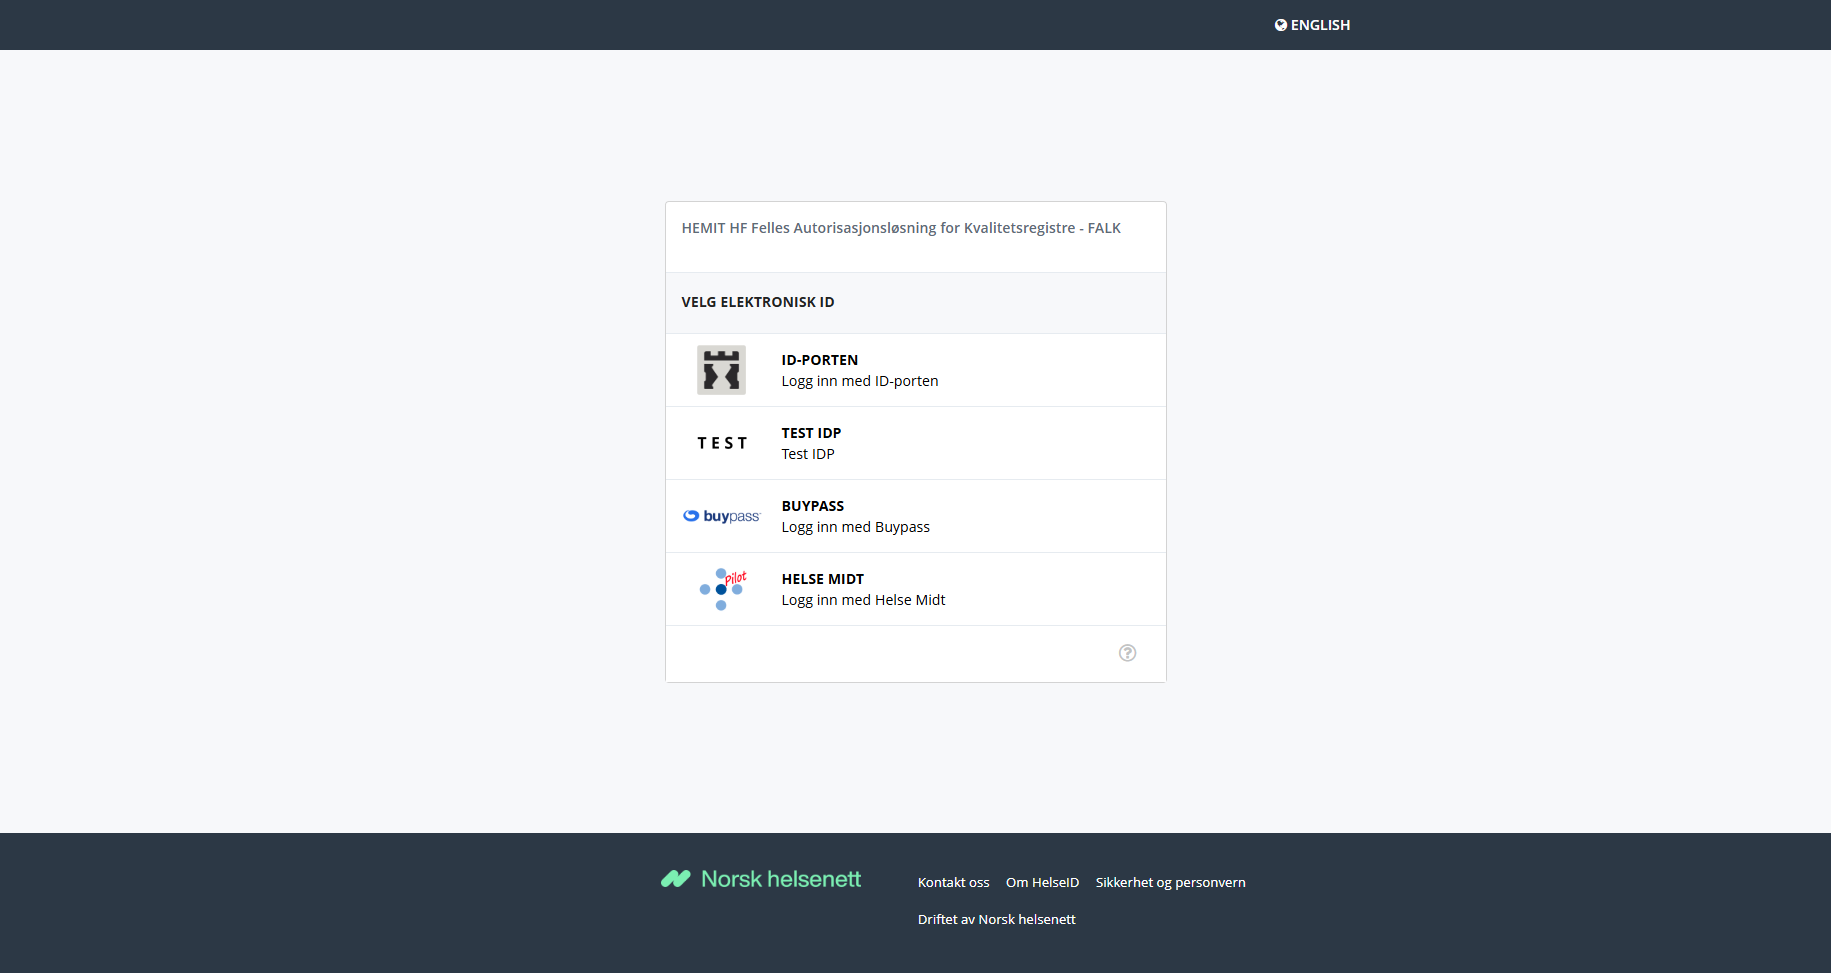 ENGLISH
HEMIT HF Felles Autorisasjonsløsning for Kvalitetsregistre - FALK
VELG ELEKTRONISK ID
ID-PORTEN
Logg inn med ID-porten
TEST
TEST IDP
Test IDP
buypass
BUYPASS
Logg inn med Buypass
Pilot
HELSE MIDT
Logg inn med Helse Midt
?
Norsk helsenett
Kontakt oss Om HelseID Sikkerhet og personvern
Driftet av Norsk helsenett